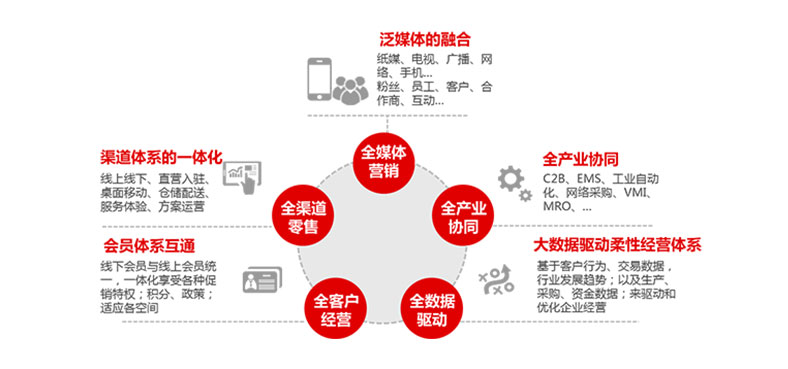 泛媒体的融合
纸媒、电视、广播、网
络、手机...
粉丝、员工、客户、合
作商、互动...
全媒体
营销
渠道体系的一体化
线上线下、直营入驻、
桌面移动、仓储配送、
服务体验、方案运营
全渠道
零售
全产业协同
C2B、EMS、工业自动
化、网络采购、VMI、
MRO、...
全产业
协同
会员体系互通
线下会员与线上会员统
一，一体化享受各种促
销特权；积分、政策；
适应各空间
全客户
经营
大数据驱动柔性经营体系
基于客户行为、交易数据，
行业发展趋势；以及生产、
采购、资金数据；来驱动和
优化企业经营
全数据
驱动